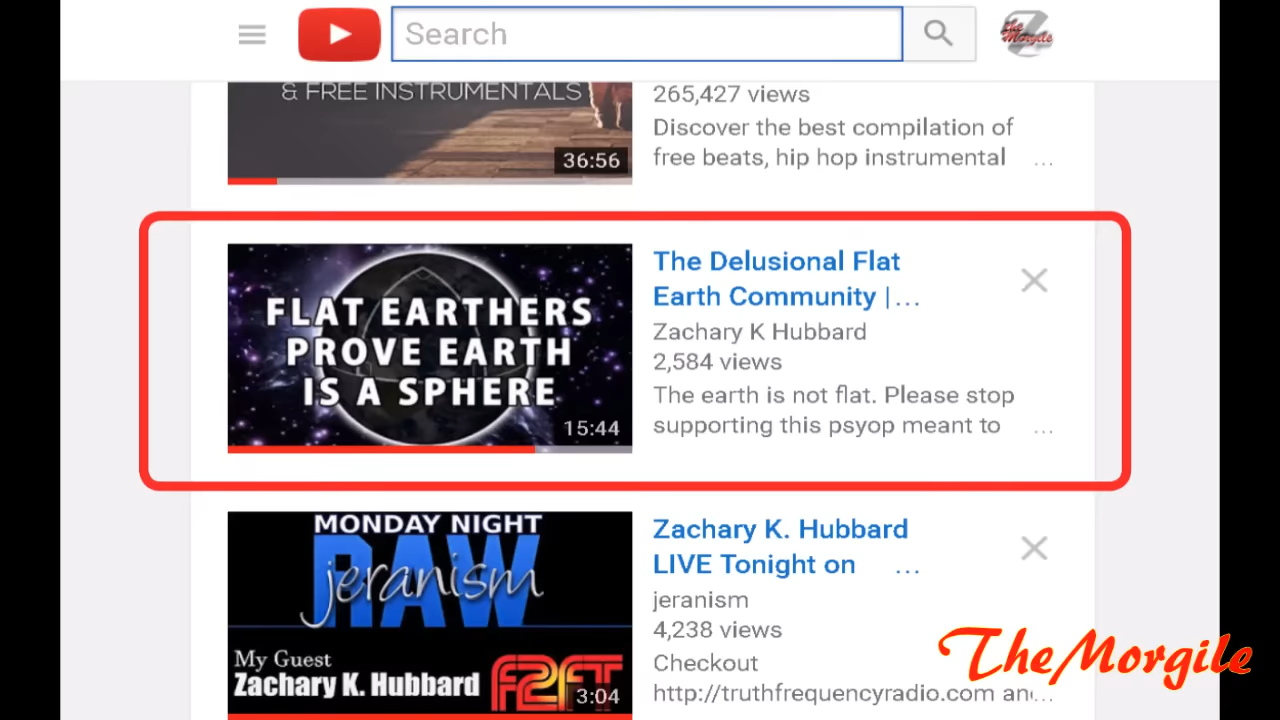 Search
the Morgile
& FREE INSTRUMENTALS
36:56
265,427 views
Discover the best compilation of
free beats, hip hop instrumental ...
FLAT EARTHERS
PROVE EARTH
IS A SPHERE
15:44
The Delusional Flat
Earth Community |...
Zachary K Hubbard
2,584 views
The earth is not flat. Please stop
supporting this psyop meant to ...
MONDAY NIGHT
RAW
jeranism
My Guest
Zachary K. Hubbard
F2FT
3:04
Zachary K. Hubbard
LIVE Tonight on ...
jeranism
4,238 views
Checkout
http://truthfrequencyradio.com an...
TheMorgile